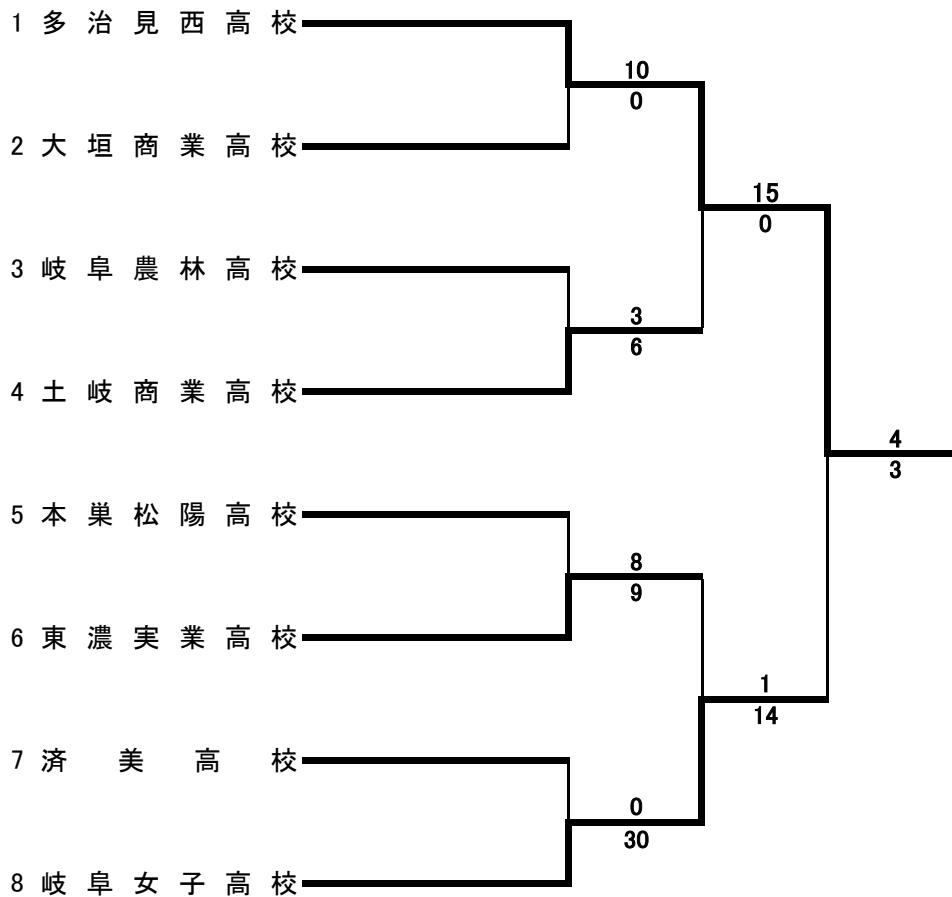 1 多治見西高校
10
0
2 大垣商業高校
15
0
3 岐阜農林高校
3
6
4 土岐商業高校
4
3
5 本巣松陽高校
8
9
6 東濃実業高校
1
14
7 済美高校
0
30
8 岐阜女子高校